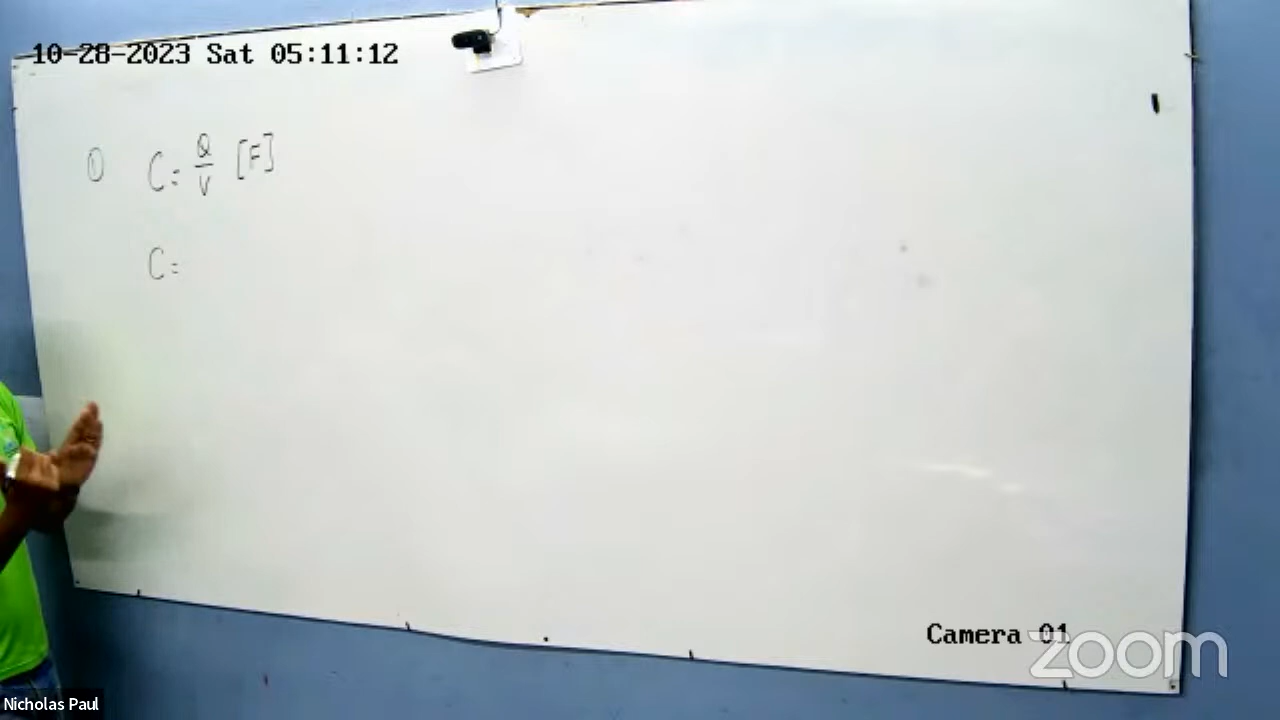 10-28-2023 Sat 05:11:12
① C = Q/V [F]
C =
Camera 01
zoom
Nicholas Paul